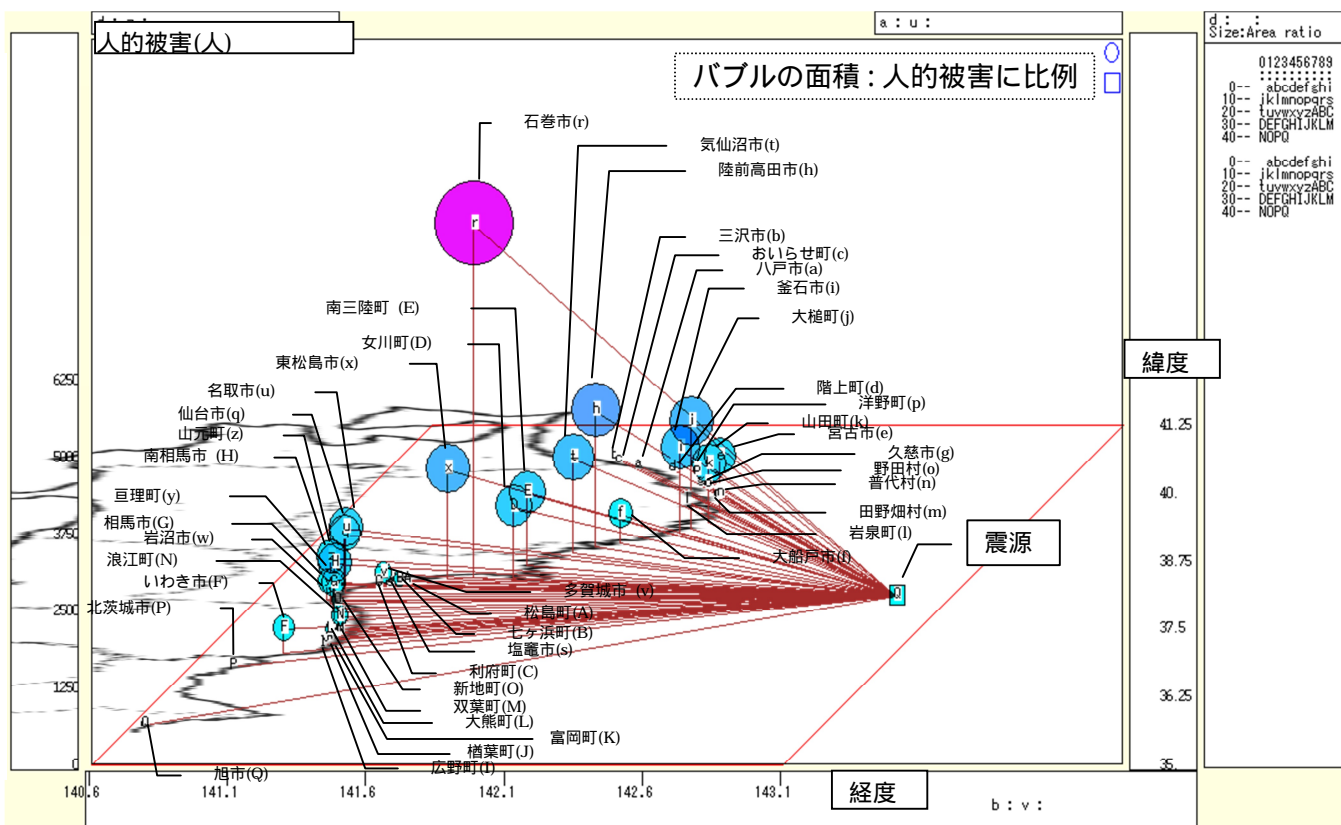 d : = :
a : u :
d : :
Size:Area ratio
人的被害(人)
バブルの面積 : 人的被害に比例
0123456789
0-- abcdefghi
10-- jklmnopqrs
20-- tuvwxyzABC
30-- DEFGHIJKLM
40-- NOPQ
0-- abcdefghi
10-- jklmnopqrs
20-- tuvwxyzABC
30-- DEFGHIJKLM
40-- NOPQ
石巻市(r)
気仙沼市(t)
陸前高田市(h)
三沢市(b)
おいらせ町(c)
八戸市(a)
釜石市(i)
大槌町(j)
南三陸町 (E)
女川町(D)
東松島市(x)
名取市(u)
仙台市(q)
山元町(z)
南相馬市 (H)
亘理町(y)
相馬市(G)
岩沼市(w)
浪江町(N)
いわき市(F)
北茨城市(P)
階上町(d)
洋野町(p)
山田町(k)
宮古市(e)
久慈市(g)
野田村(o)
普代村(n)
田野畑村(m)
岩泉町(l)
大船戸市(f)
多賀城市 (v)
松島町(A)
七ヶ浜町(B)
塩竈市(s)
利府町(C)
新地町(O)
双葉町(M)
大熊町(L)
富岡町(K)
楢葉町(J)
広野町(I)
旭市(Q)
震源
緯度
経度
6250
5000
3750
2500
1250
0
41.25
40.
38.75
37.5
36.25
35.
140.6
141.1
141.6
142.1
142.6
143.1
b : v :
r
h
j
i
t
x
E
D
f
u
H
G
N
F
P
Q
Q
k
e
a
c
d
p
n
l
v